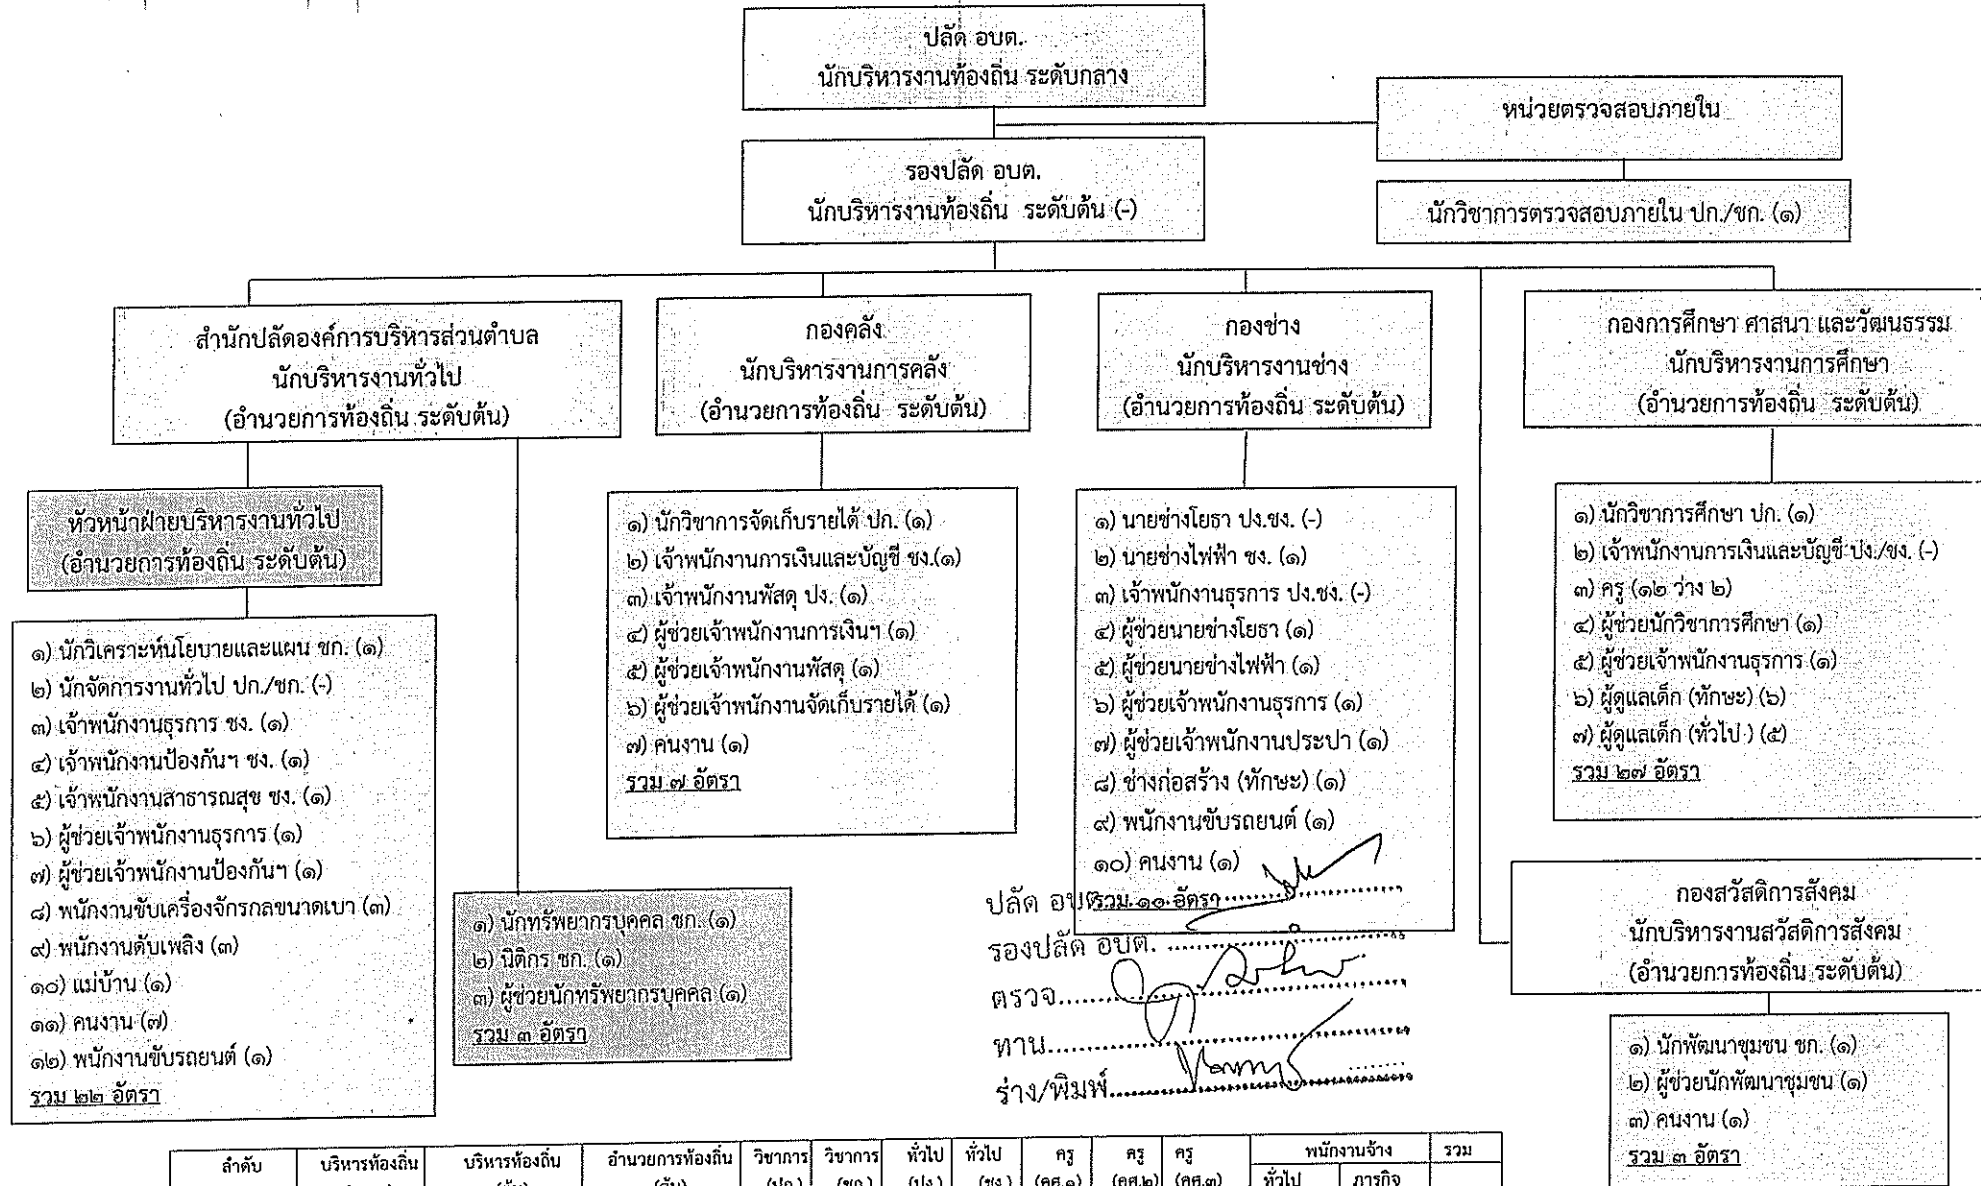 ปลัด อบต.
นักบริหารงานท้องถิ่น ระดับกลาง
หน่วยตรวจสอบภายใน
นักวิชาการตรวจสอบภายใน ปก./ชก. (๑)
รองปลัด อบต.
นักบริหารงานท้องถิ่น ระดับต้น (-)
สำนักปลัดองค์การบริหารส่วนตำบล
นักบริหารงานทั่วไป
(อำนวยการท้องถิ่น ระดับต้น)
กองคลัง
นักบริหารงานการคลัง
(อำนวยการท้องถิ่น ระดับต้น)
กองช่าง
นักบริหารงานช่าง
(อำนวยการท้องถิ่น ระดับต้น)
กองการศึกษา ศาสนา และวัฒนธรรม
นักบริหารงานการศึกษา
(อำนวยการท้องถิ่น ระดับต้น)
หัวหน้าฝ่ายบริหารงานทั่วไป
(อำนวยการท้องถิ่น ระดับต้น)
๑) นักวิเคราะห์นโยบายและแผน ชก. (๑)
๒) นักจัดการงานทั่วไป ปก./ชก. (-)
๓) เจ้าพนักงานธุรการ ชง. (๑)
๔) เจ้าพนักงานป้องกันฯ ชง. (๑)
๕) เจ้าพนักงานสาธารณสุข ชง. (๑)
๖) ผู้ช่วยเจ้าพนักงานธุรการ (๑)
๗) ผู้ช่วยเจ้าพนักงานป้องกันฯ (๑)
๘) พนักงานขับเครื่องจักรกลขนาดเบา (๓)
๙) พนักงานดับเพลิง (๓)
๑๐) แม่บ้าน (๑)
๑๑) คนงาน (๗)
๑๒) พนักงานขับรถยนต์ (๑)
รวม ๒๒ อัตรา
๑) นักทรัพยากรบุคคล ชก. (๑)
๒) นิติกร ชก. (๑)
๓) ผู้ช่วยนักทรัพยากรบุคคล (๑)
รวม ๓ อัตรา
๑) นักวิชาการจัดเก็บรายได้ ปก. (๑)
๒) เจ้าพนักงานการเงินและบัญชี ชง.(๑)
๓) เจ้าพนักงานพัสดุ ปง. (๑)
๔) ผู้ช่วยเจ้าพนักงานการเงินฯ (๑)
๕) ผู้ช่วยเจ้าพนักงานพัสดุ (๑)
๖) ผู้ช่วยเจ้าพนักงานจัดเก็บรายได้ (๑)
๗) คนงาน (๑)
รวม ๗ อัตรา
๑) นายช่างโยธา ปง.ชง. (-)
๒) นายช่างไฟฟ้า ชง. (๑)
๓) เจ้าพนักงานธุรการ ปง.ชง. (-)
๔) ผู้ช่วยนายช่างโยธา (๑)
๕) ผู้ช่วยนายช่างไฟฟ้า (๑)
๖) ผู้ช่วยเจ้าพนักงานธุรการ (๑)
๗) ผู้ช่วยเจ้าพนักงานประปา (๑)
๘) ช่างก่อสร้าง (ทักษะ) (๑)
๙) พนักงานขับรถยนต์ (๑)
๑๐) คนงาน (๑)
รวม ๑๐ อัตรา
๑) นักวิชาการศึกษา ปก. (๑)
๒) เจ้าพนักงานการเงินและบัญชี ปง./ชง. (-)
๓) ครู (๑๒ ว่าง ๒)
๔) ผู้ช่วยนักวิชาการศึกษา (๑)
๕) ผู้ช่วยเจ้าพนักงานธุรการ (๑)
๖) ผู้ดูแลเด็ก (ทักษะ) (๖)
๗) ผู้ดูแลเด็ก (ทั่วไป ) (๕)
รวม ๒๗ อัตรา
กองสวัสดิการสังคม
นักบริหารงานสวัสดิการสังคม
(อำนวยการท้องถิ่น ระดับต้น)
๑) นักพัฒนาชุมชน ชก. (๑)
๒) ผู้ช่วยนักพัฒนาชุมชน (๑)
๓) คนงาน (๑)
รวม ๓ อัตรา
ปลัด อบต.
รองปลัด อบต.
ตรวจ
ทาน
ร่าง/พิมพ์
ลำดับ บริหารท้องถิ่น บริหารท้องถิ่น อำนวยการท้องถิ่น วิชาการ วิชาการ ทั่วไป ทั่วไป ครู ครู ครู พนักงานจ้าง รวม
(ปก.) (ชก.) (ปง.) (ชง.) (คศ.๑) (คศ.๒) (คศ.๓) ทั่วไป ภารกิจ